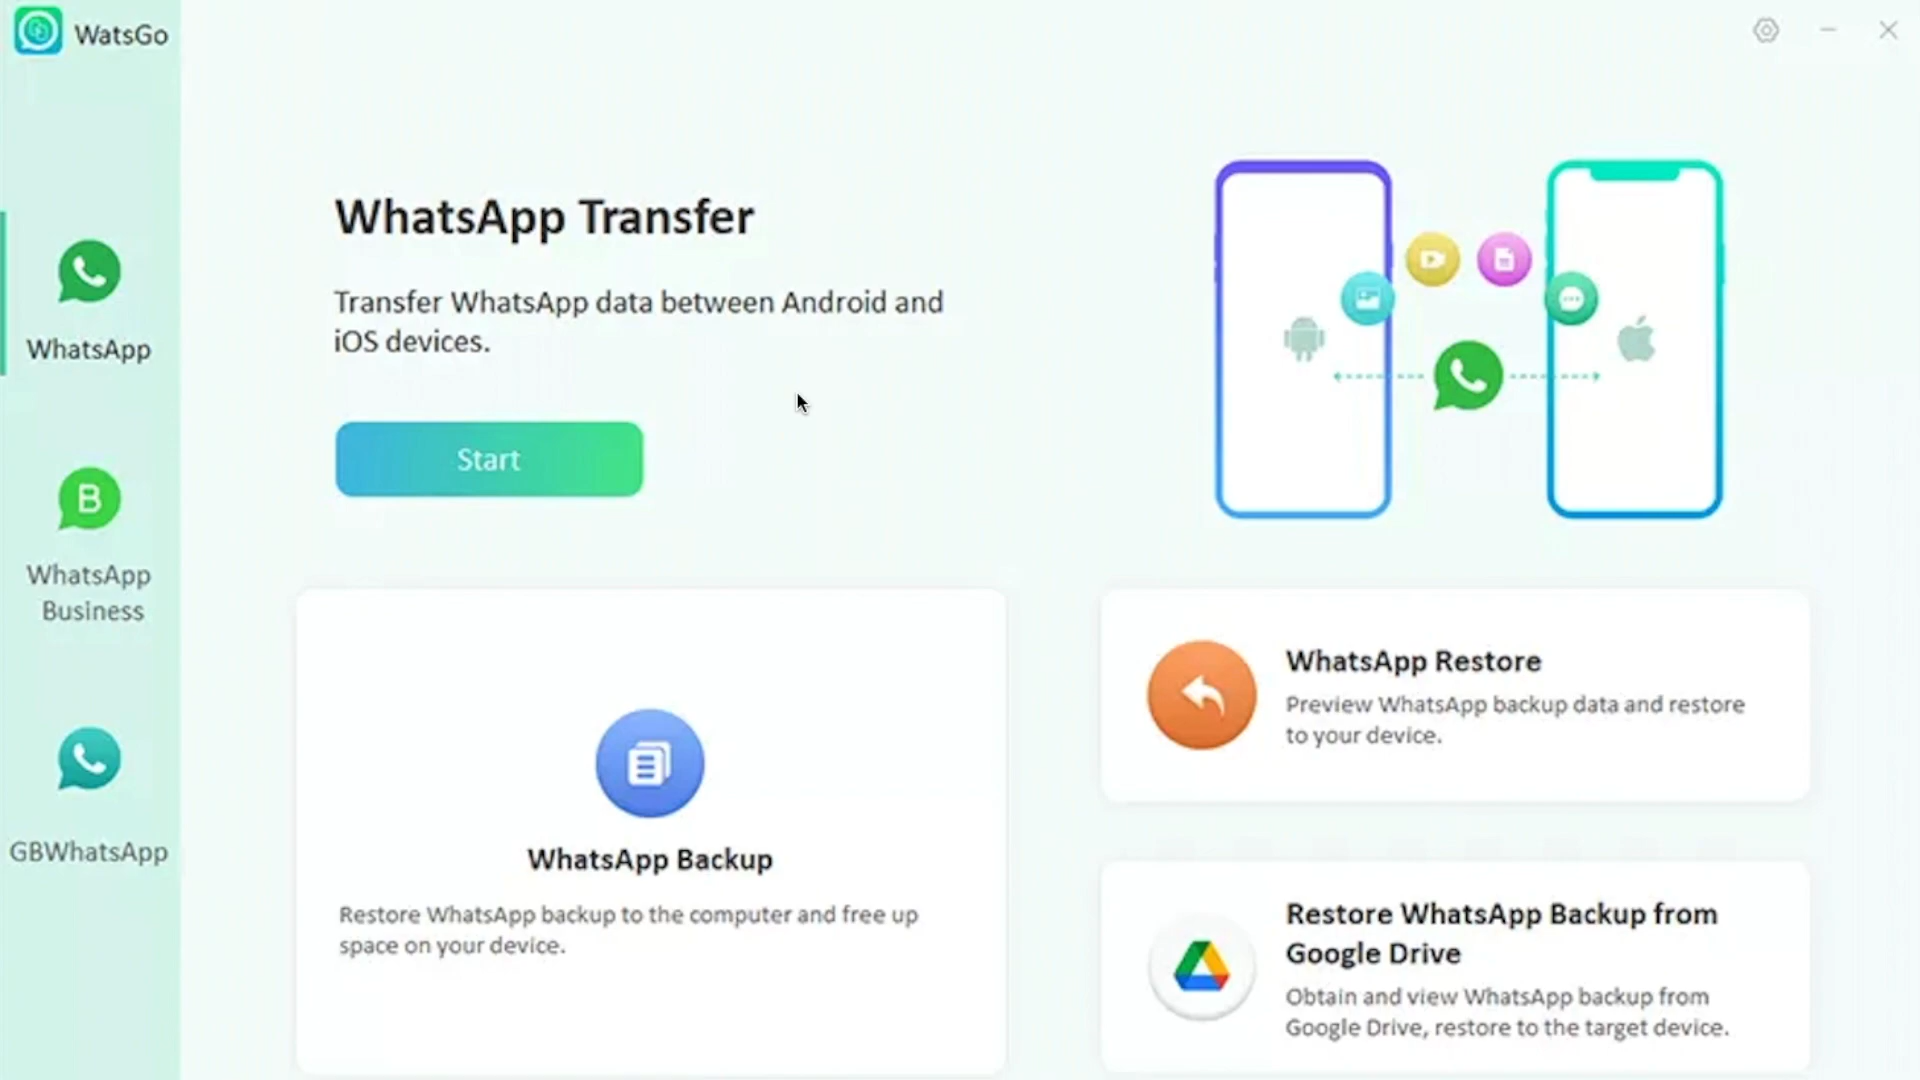 WatsGo
WhatsApp
WhatsApp
Business
GBWhatsApp
WhatsApp Transfer
Transfer WhatsApp data between Android and
iOS devices.
Start
WhatsApp Backup
Restore WhatsApp backup to the computer and free up
space on your device.
WhatsApp Restore
Preview WhatsApp backup data and restore
to your device.
Restore WhatsApp Backup from
Google Drive
Obtain and view WhatsApp backup from
Google Drive, restore to the target device.